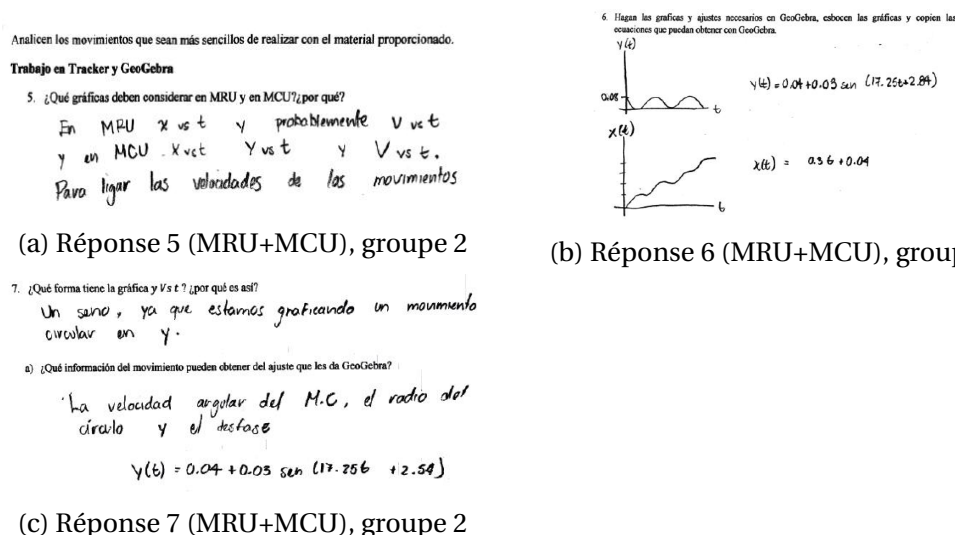 Analicen los movimientos que sean más sencillos de realizar con el material proporcionado.
Trabajo en Tracker y GeoGebra
5. ¿Qué gráficas deben considerar en MRU y en MCU?¿por qué?
En MRU X vs t y probablemente V vs t
y en MCU. X vst Y vs t y V vs t.
Para ligar las velocidades de los movimientos
(a) Réponse 5 (MRU+MCU), groupe 2
6. Hagan las graficas y ajustes necesarios en GeoGebra, esbocen las gráficas y copien las
ecuaciones que puedan obtener con GeoGebra.
y(t)
0.08
t
y(t) = 0.04 + 0.03 sen (17.25t+2.84)
x(t)
t
x(t) = 0.36 + 0.04
(b) Réponse 6 (MRU+MCU), group
7. ¿Qué forma tiene la gráfica y Vs t ? ¿por qué es así?
Un seno, ya que estamos graficando un movimiento
circular en y.
a) ¿Qué información del movimiento pueden obtener del ajuste que les da GeoGebra?
La velocidad angular del M.C, el radio del
círculo y el desfase
y(t) = 0.04 + 0.03 sen (17.25t + 2.54)
(c) Réponse 7 (MRU+MCU), groupe 2